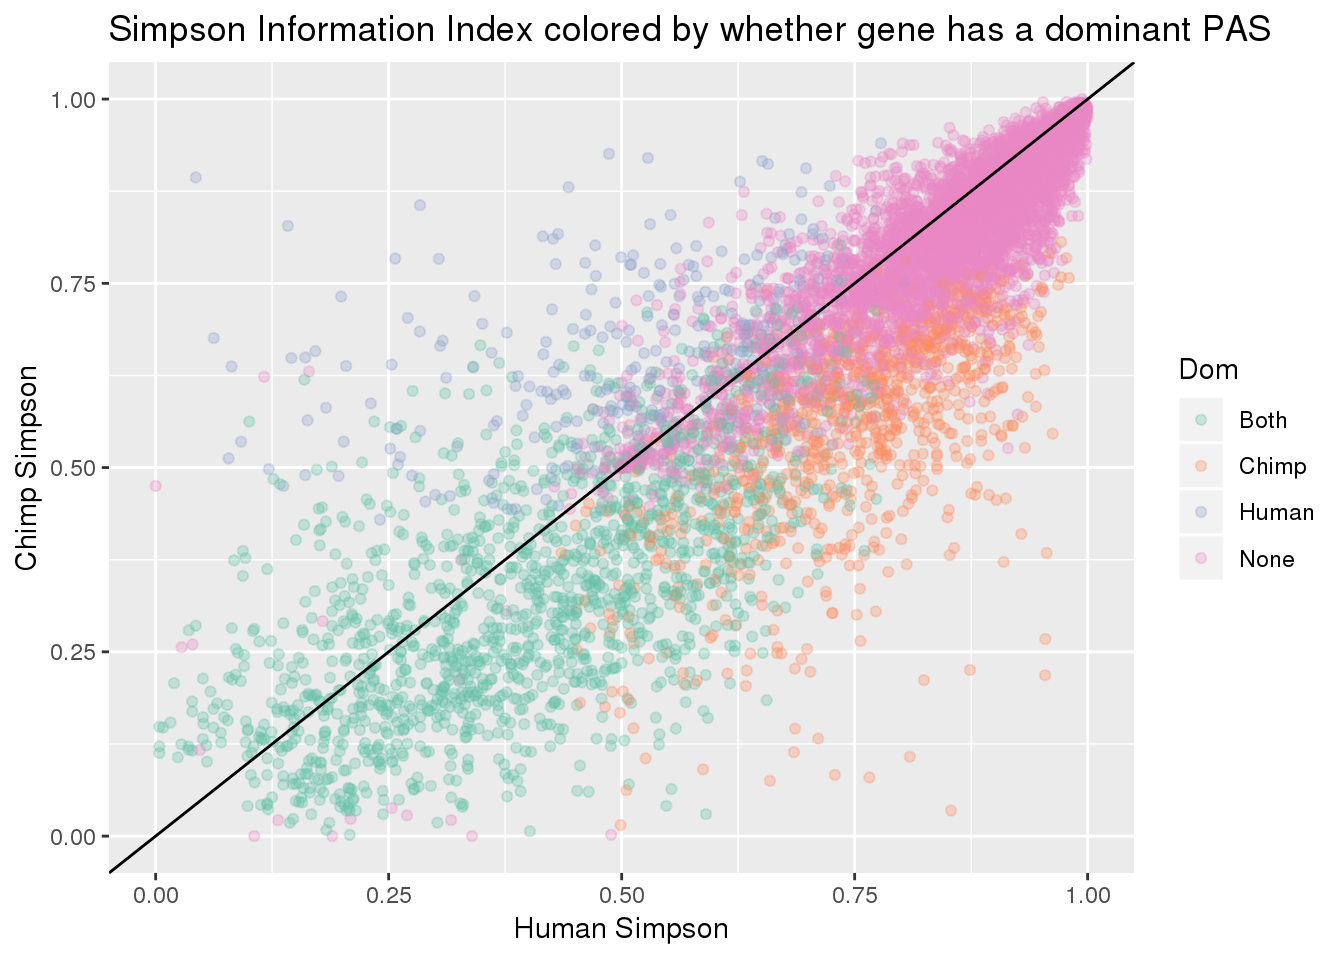 Simpson Information Index colored by whether gene has a dominant PAS
1.00
0.75
0.50
0.25
0.00
Chimp Simpson
0.00 0.25 0.50 0.75 1.00
Human Simpson
Dom
Both
Chimp
Human
None